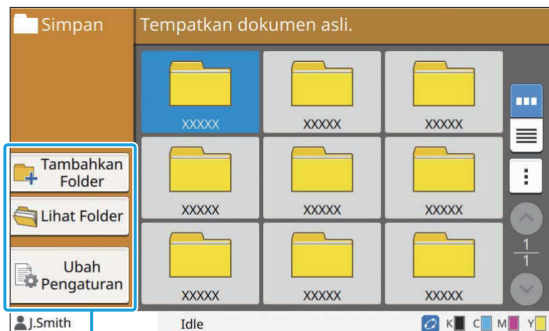 Simpan
Tempatkan dokumen asli.
XXXXX
XXXXX
XXXXX
Tambahkan
Folder
XXXXX
XXXXX
XXXXX
Lihat Folder
Ubah
Pengaturan
XXXXX
XXXXX
XXXXX
1
1
J.Smith
Idle
K C M Y